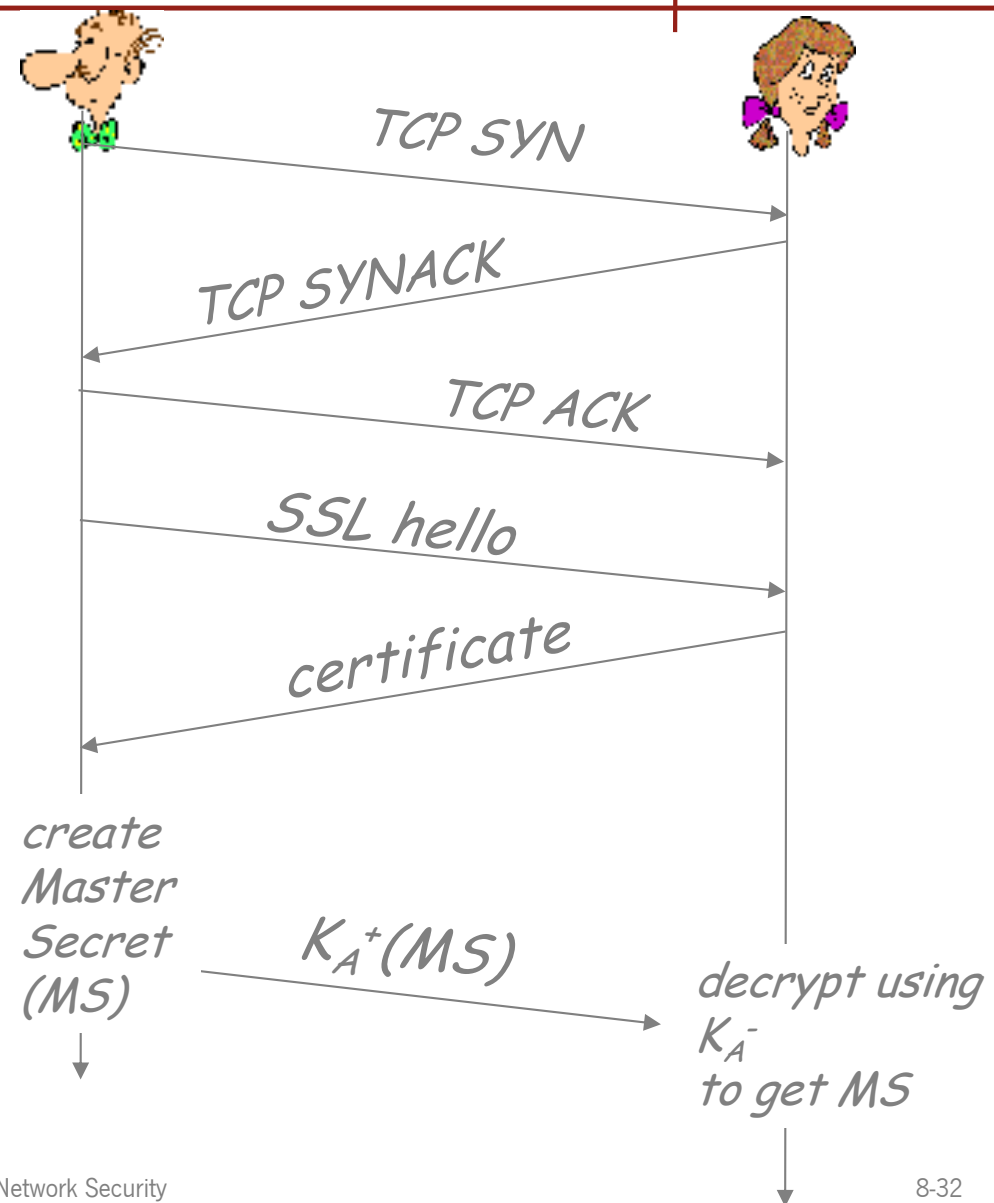 TCP SYN
TCP SYNACK
TCP ACK
SSL hello
certificate
create
Master
Secret
(MS)
K_A^+(MS)
decrypt using
K_A^-
to get MS
Network Security
8-32